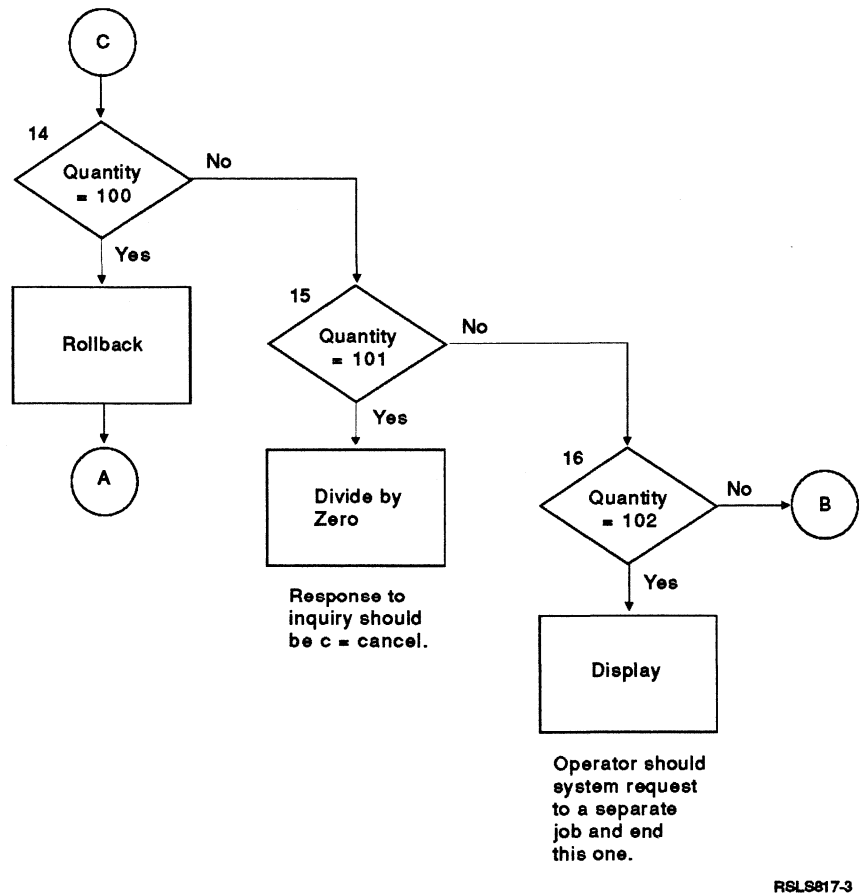 C
14
Quantity
= 100
No
Yes
Rollback
A
15
Quantity
= 101
No
Yes
Divide by
Zero
Response to
inquiry should
be c = cancel.
16
Quantity
= 102
No
B
Yes
Display
Operator should
system request
to a separate
job and end
this one.
RSLS817-3